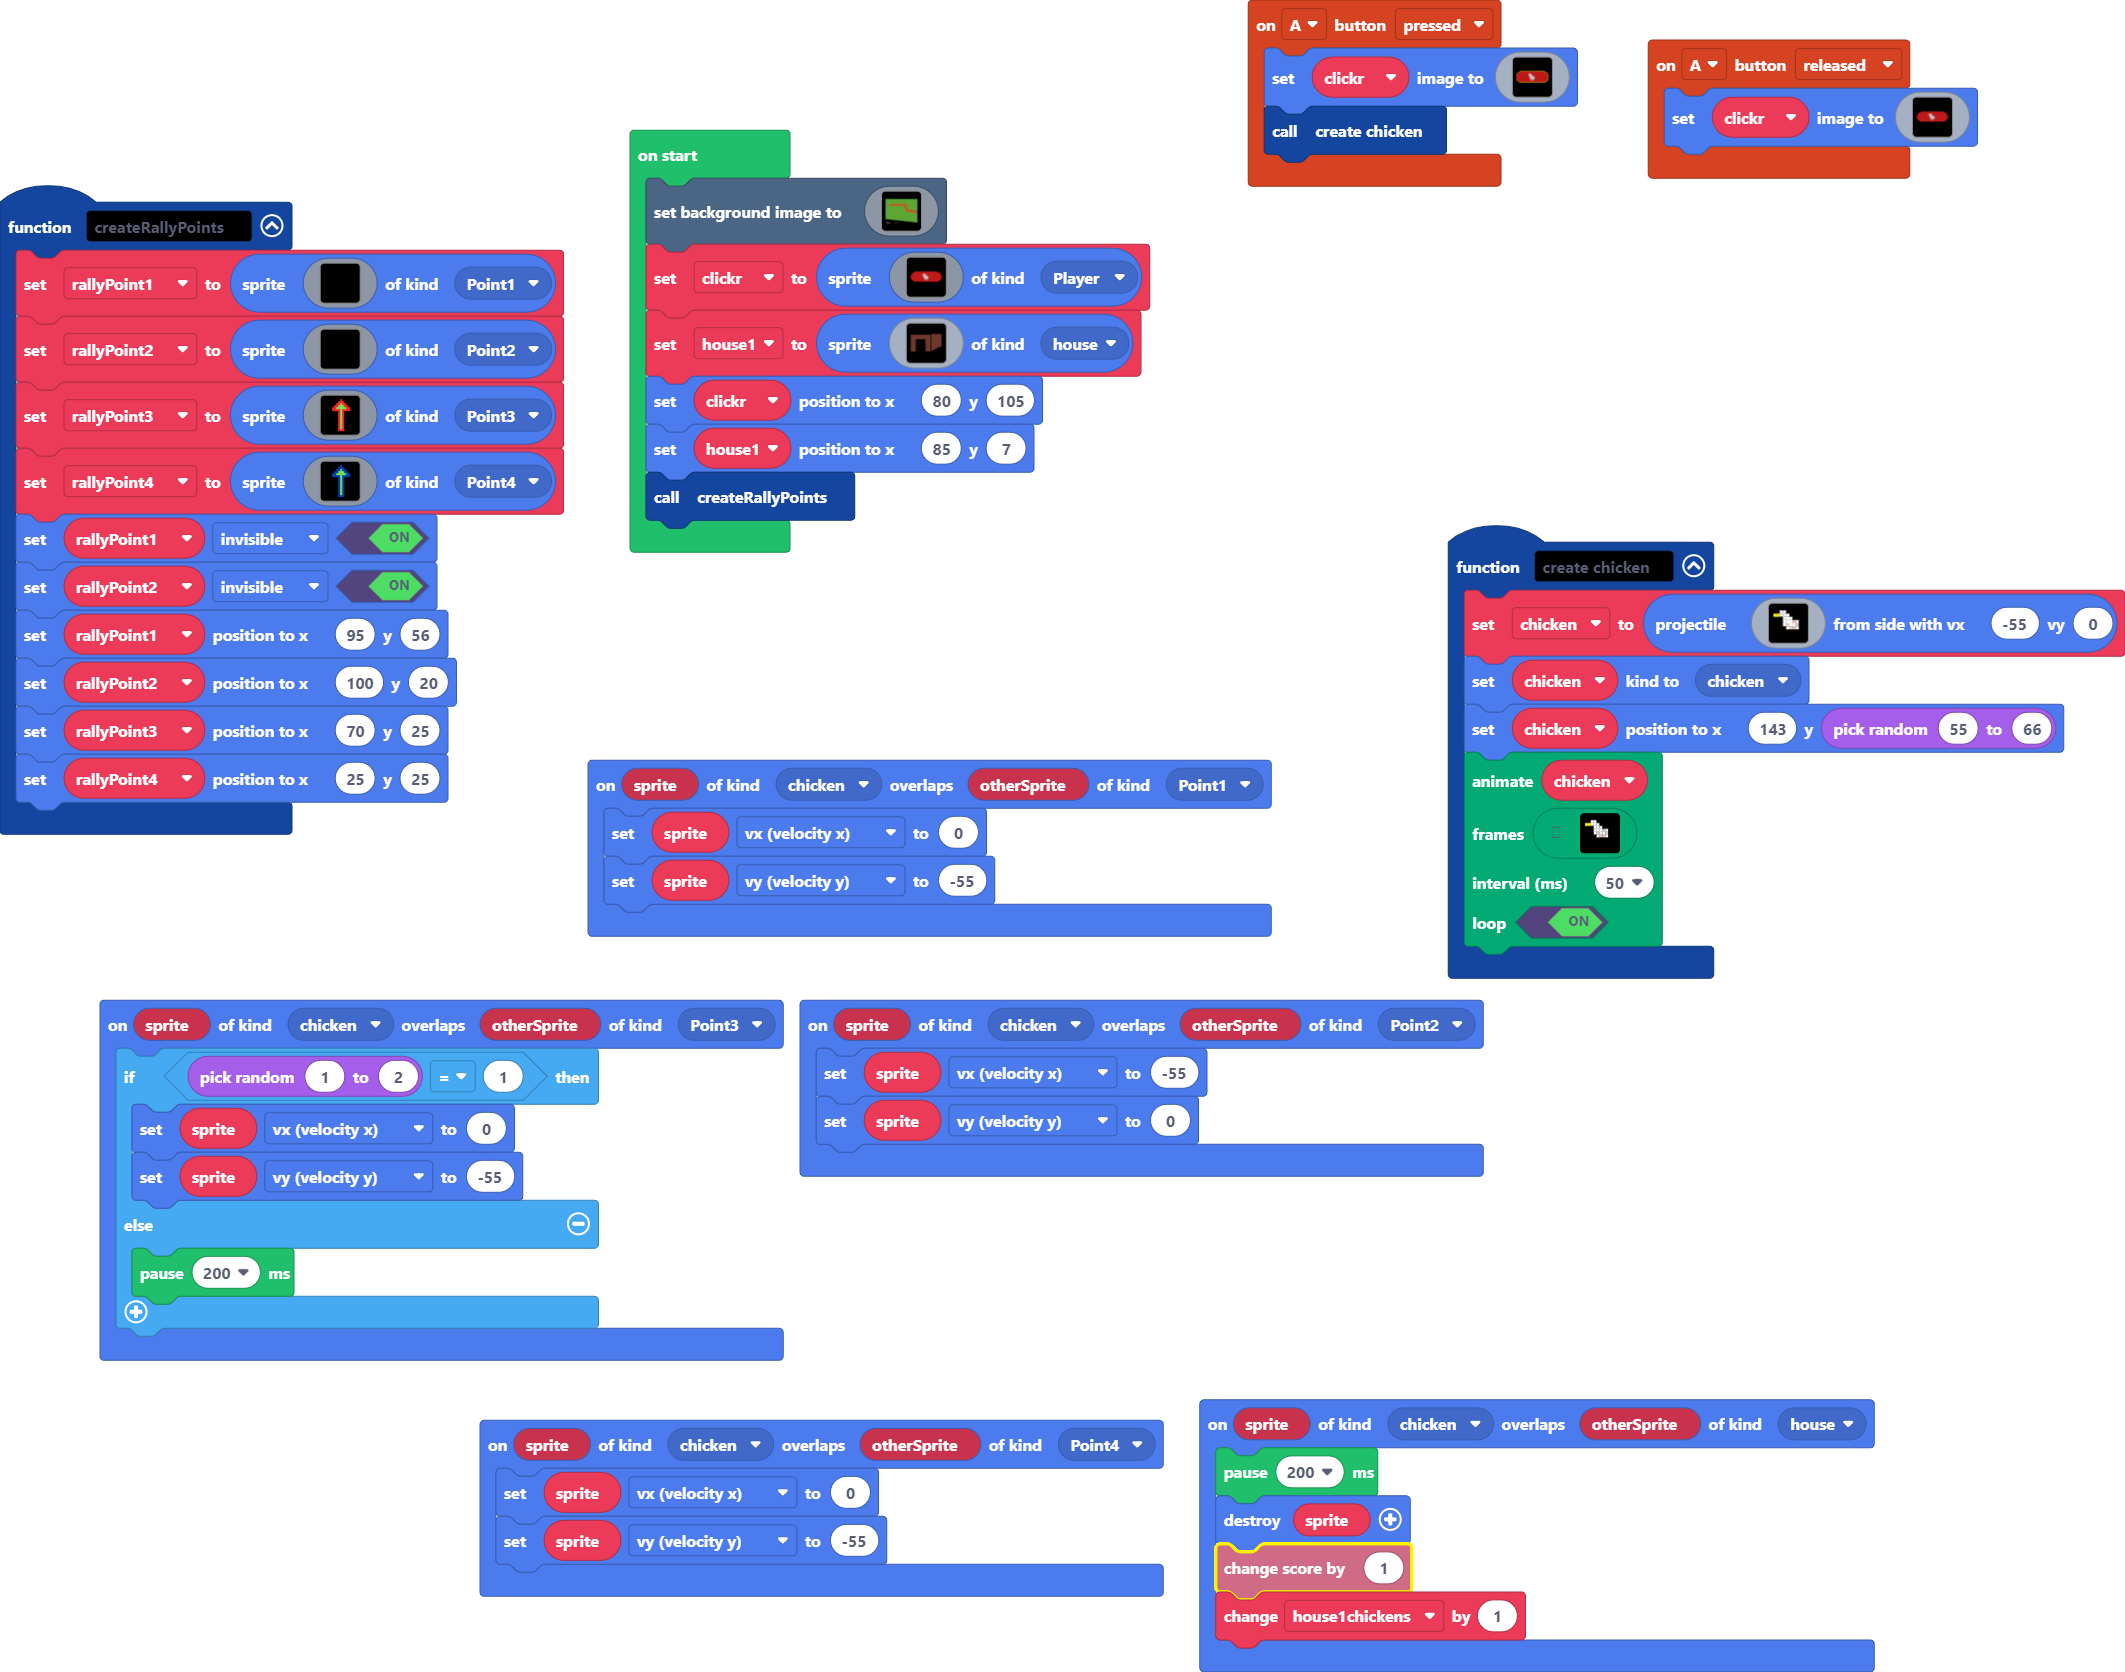 on A button pressed
set clickr image to
call create chicken
on A button released
set clickr image to
on start
set background image to
set clickr to sprite of kind Player
set house1 to sprite of kind house
set clickr position to x 80 y 105
set house1 position to x 85 y 7
call createRallyPoints
function createRallyPoints
set rallyPoint1 to sprite of kind Point1
set rallyPoint2 to sprite of kind Point2
set rallyPoint3 to sprite of kind Point3
set rallyPoint4 to sprite of kind Point4
set rallyPoint1 invisible ON
set rallyPoint2 invisible ON
set rallyPoint1 position to x 95 y 56
set rallyPoint2 position to x 100 y 20
set rallyPoint3 position to x 70 y 25
set rallyPoint4 position to x 25 y 25
function create chicken
set chicken to projectile from side with vx -55 vy 0
set chicken kind to chicken
set chicken position to x 143 y pick random 55 to 66
animate chicken
frames
interval (ms) 50
loop ON
on sprite of kind chicken overlaps otherSprite of kind Point1
set sprite vx (velocity x) to 0
set sprite vy (velocity y) to -55
on sprite of kind chicken overlaps otherSprite of kind Point3
if pick random 1 to 2 = 1 then
set sprite vx (velocity x) to 0
set sprite vy (velocity y) to -55
else
pause 200 ms
on sprite of kind chicken overlaps otherSprite of kind Point2
set sprite vx (velocity x) to -55
set sprite vy (velocity y) to 0
on sprite of kind chicken overlaps otherSprite of kind Point4
set sprite vx (velocity x) to 0
set sprite vy (velocity y) to -55
on sprite of kind chicken overlaps otherSprite of kind house
pause 200 ms
destroy sprite
change score by 1
change house1chickens by 1